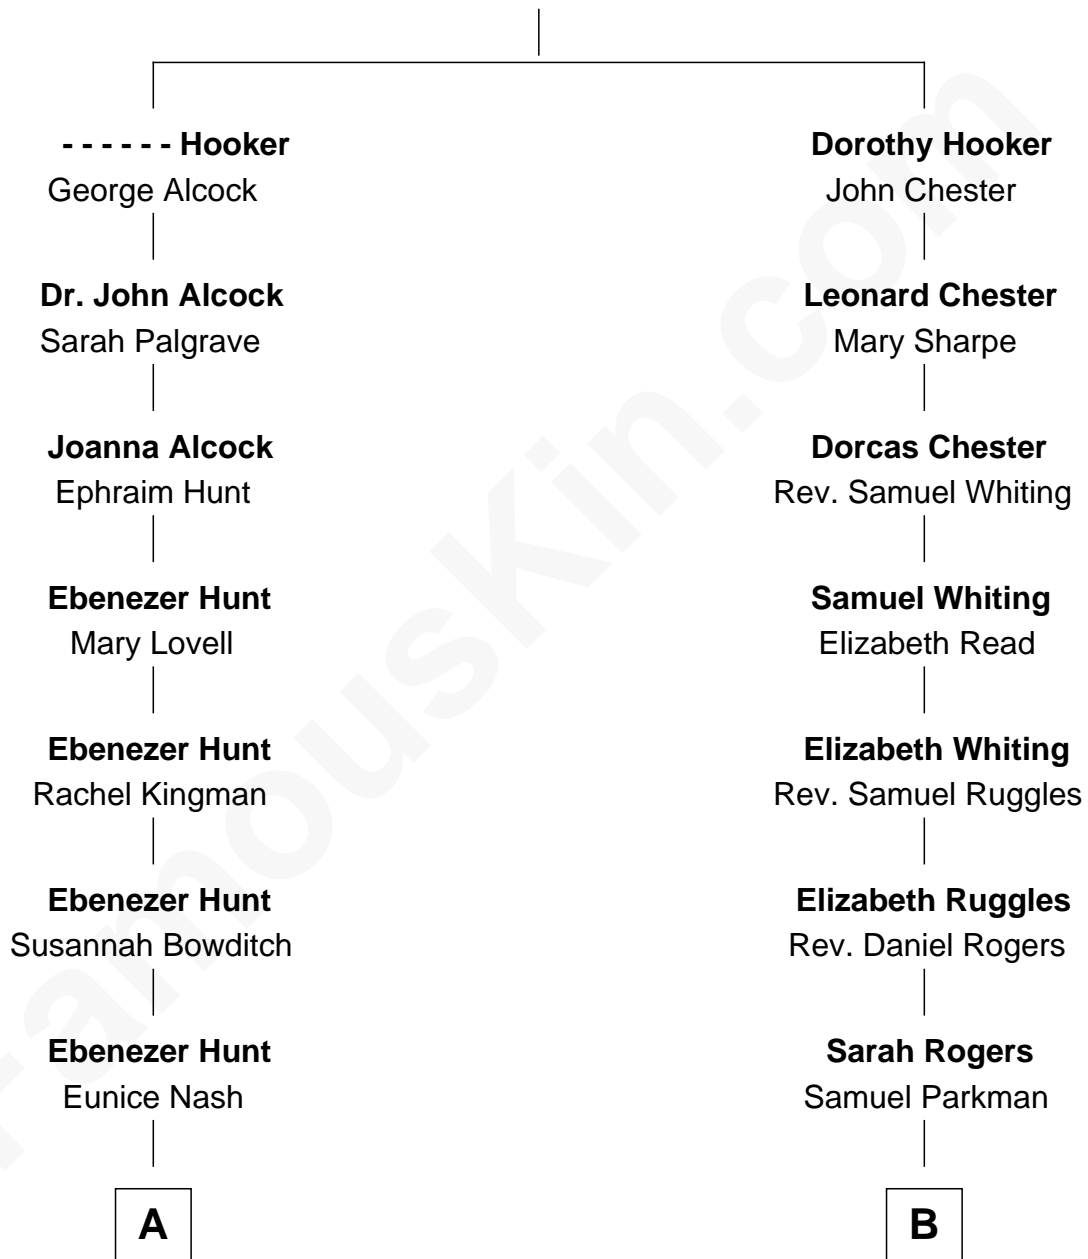 - - - - - - Hooker
George Alcock
Dr. John Alcock
Sarah Palgrave
Joanna Alcock
Ephraim Hunt
Ebenezer Hunt
Mary Lovell
Ebenezer Hunt
Rachel Kingman
Ebenezer Hunt
Susannah Bowditch
Ebenezer Hunt
Eunice Nash
A
Dorothy Hooker
John Chester
Leonard Chester
Mary Sharpe
Dorcas Chester
Rev. Samuel Whiting
Samuel Whiting
Elizabeth Read
Elizabeth Whiting
Rev. Samuel Ruggles
Elizabeth Ruggles
Rev. Daniel Rogers
Sarah Rogers
Samuel Parkman
B
FamousKin.com